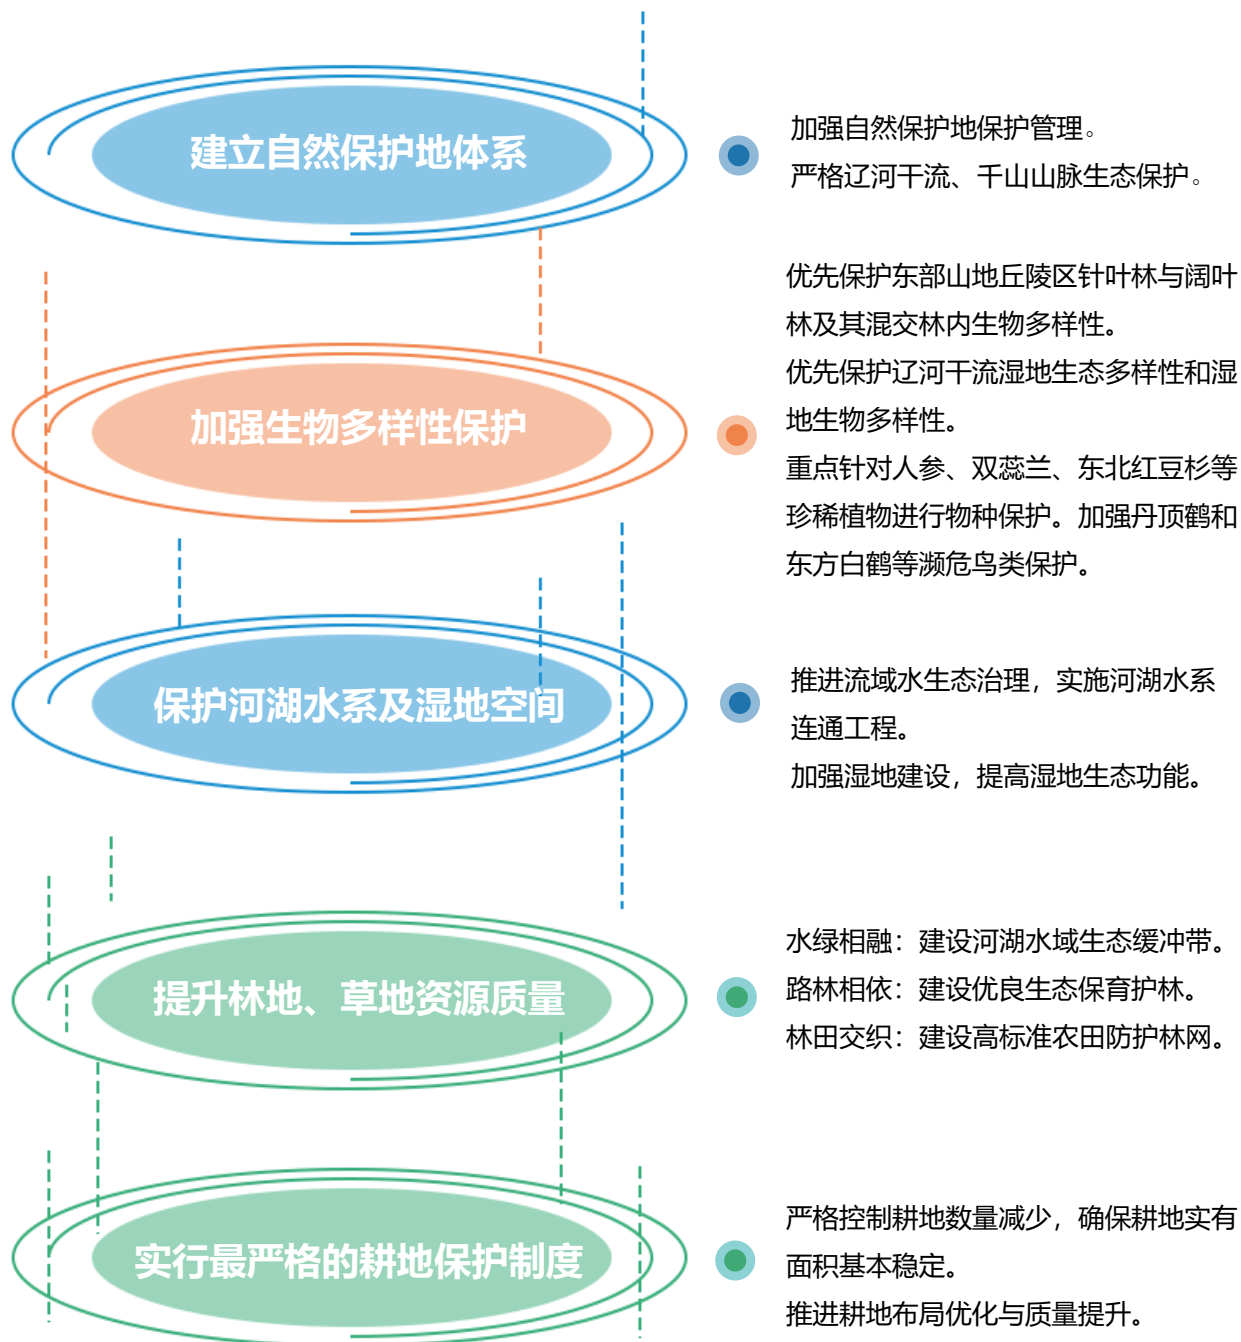 建立自然保护地体系
加强自然保护地保护管理。
严格辽河干流、千山山脉生态保护。
加强生物多样性保护
优先保护东部山地丘陵区针叶林与阔叶
林及其混交林内生物多样性。
优先保护辽河干流湿地生态多样性和湿
地生物多样性。
重点针对人参、双蕊兰、东北红豆杉等
珍稀植物进行物种保护。加强丹顶鹤和
东方白鹤等濒危鸟类保护。
保护河湖水系及湿地空间
推进流域水生态治理，实施河湖水系
连通工程。
加强湿地建设，提高湿地生态功能。
提升林地、草地资源质量
水绿相融：建设河湖水域生态缓冲带。
路林相依：建设优良生态保育护林。
林田交织：建设高标准农田防护林网。
实行最严格的耕地保护制度
严格控制耕地数量减少，确保耕地实有
面积基本稳定。
推进耕地布局优化与质量提升。